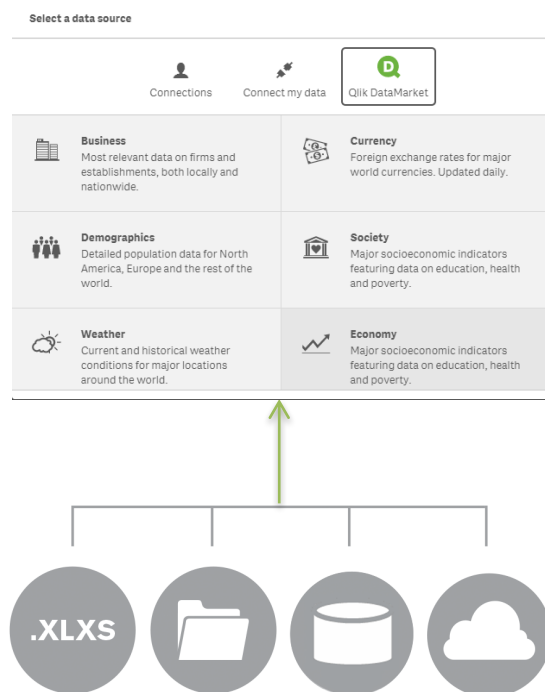 Select a data source
Connections
Connect my data
D
Qlik DataMarket
Business
Most relevant data on firms and
establishments, both locally and
nationwide.
Currency
Foreign exchange rates for major
world currencies. Updated daily.
Demographics
Detailed population data for North
America, Europe and the rest of the
world.
Society
Major socioeconomic indicators
featuring data on education, health
and poverty.
Weather
Current and historical weather
conditions for major locations
around the world.
Economy
Major socioeconomic indicators
featuring data on education, health
and poverty.
.XLXS